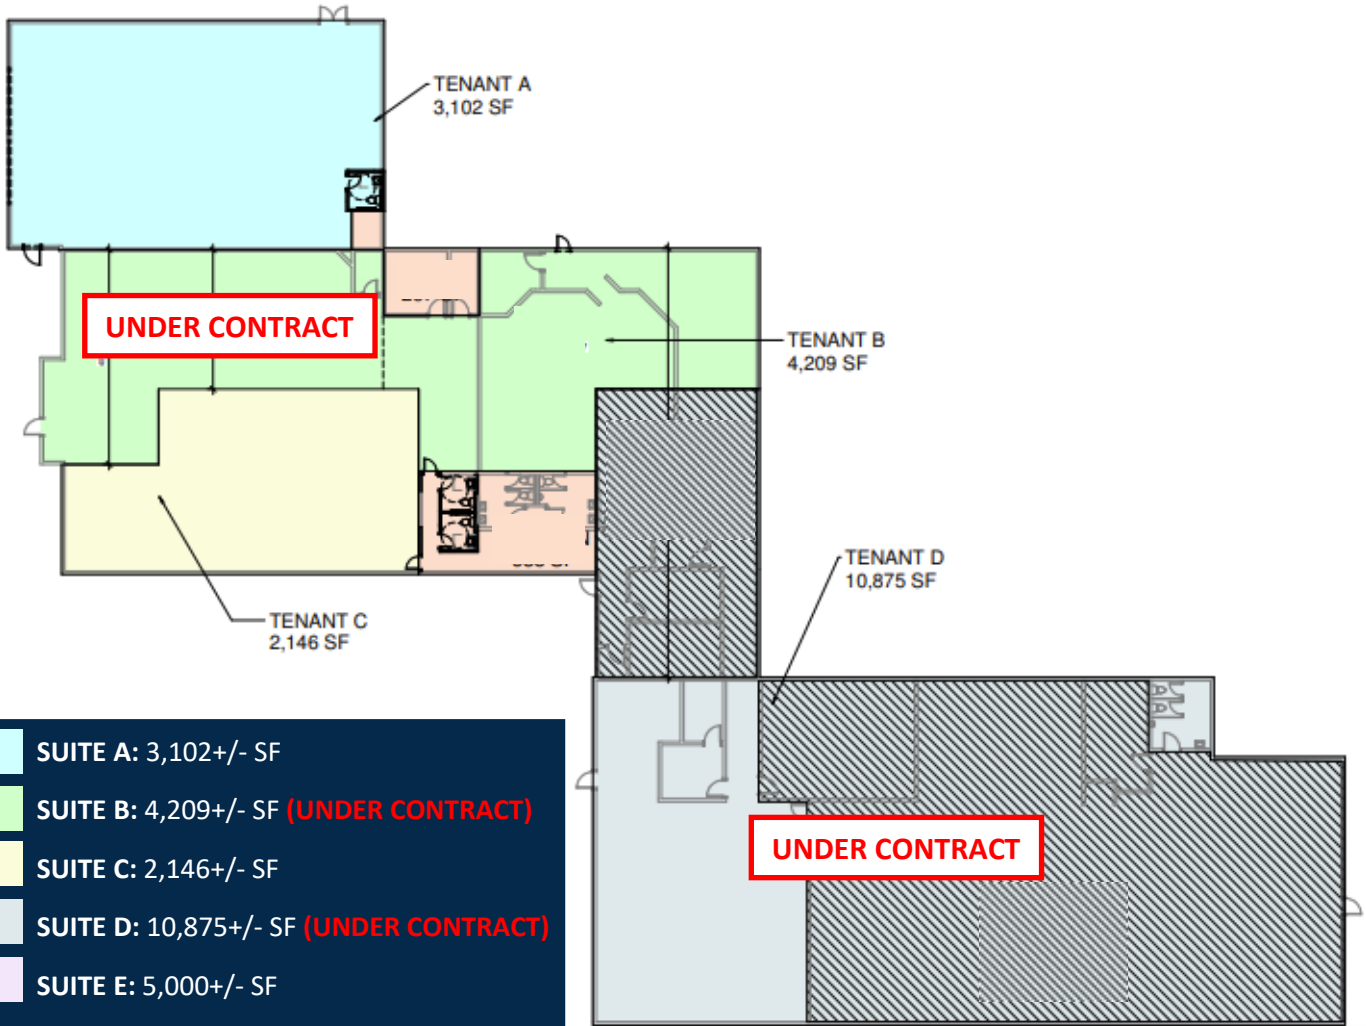 TENANT A
3,102 SF
UNDER CONTRACT
TENANT B
4,209 SF
TENANT D
10,875 SF
TENANT C
2,146 SF
SUITE A: 3,102+/- SF
SUITE B: 4,209+/- SF (UNDER CONTRACT)
SUITE C: 2,146+/- SF
SUITE D: 10,875+/- SF (UNDER CONTRACT)
SUITE E: 5,000+/- SF
UNDER CONTRACT